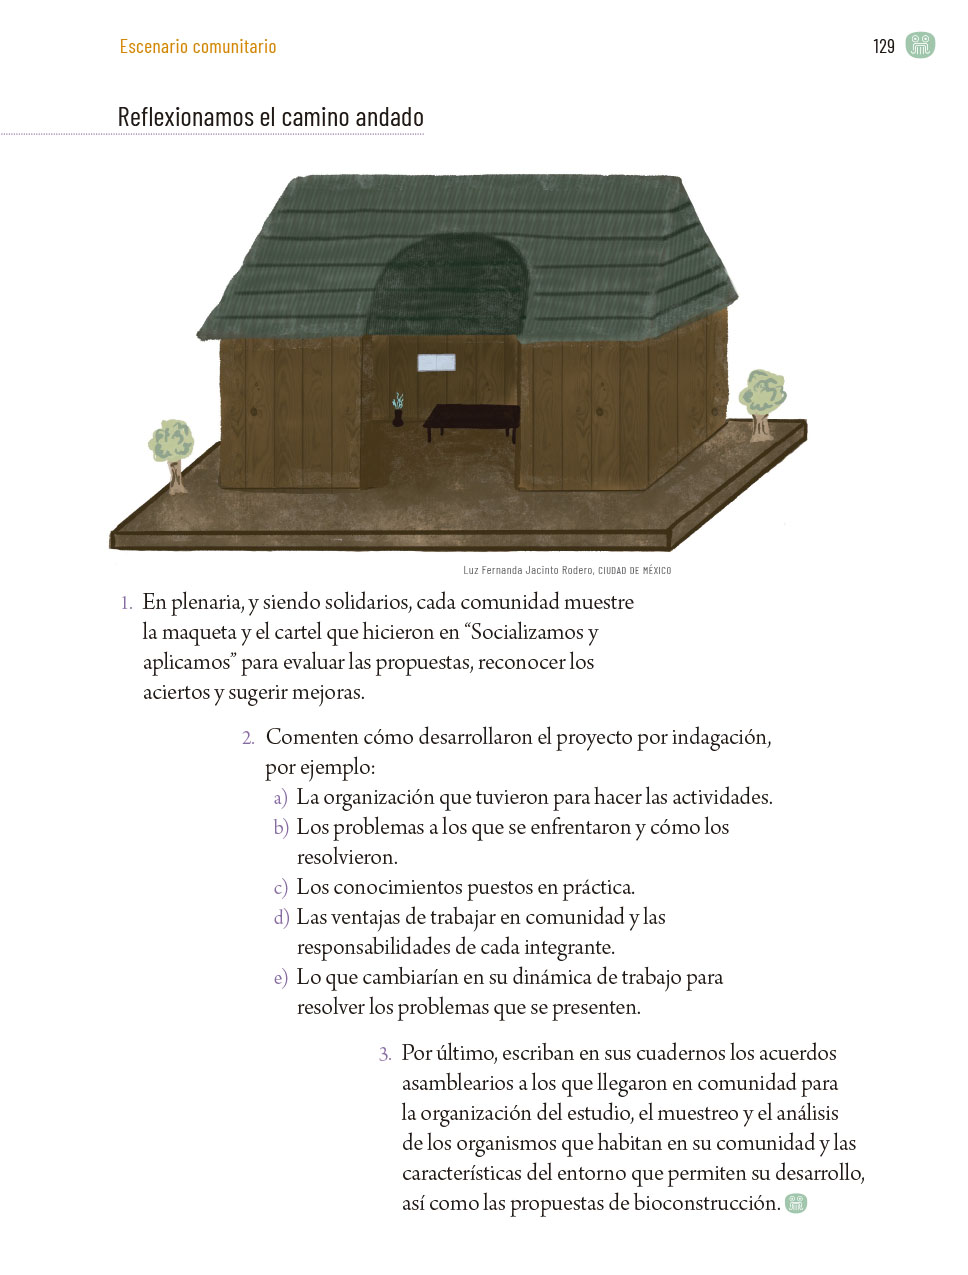 Escenario comunitario
129
Reflexionamos el camino andado
Luz Fernanda Jacinto Rodero, CIUDAD DE MÉXICO
1. En plenaria, y siendo solidarios, cada comunidad muestre
la maqueta y el cartel que hicieron en “Socializamos y
aplicamos” para evaluar las propuestas, reconocer los
aciertos y sugerir mejoras.
2. Comenten cómo desarrollaron el proyecto por indagación,
por ejemplo:
a) La organización que tuvieron para hacer las actividades.
b) Los problemas a los que se enfrentaron y cómo los
resolvieron.
c) Los conocimientos puestos en práctica.
d) Las ventajas de trabajar en comunidad y las
responsabilidades de cada integrante.
e) Lo que cambiarían en su dinámica de trabajo para
resolver los problemas que se presenten.
3. Por último, escriban en sus cuadernos los acuerdos
asamblearios a los que llegaron en comunidad para
la organización del estudio, el muestreo y el análisis
de los organismos que habitan en su comunidad y las
características del entorno que permiten su desarrollo,
así como las propuestas de bioconstrucción.